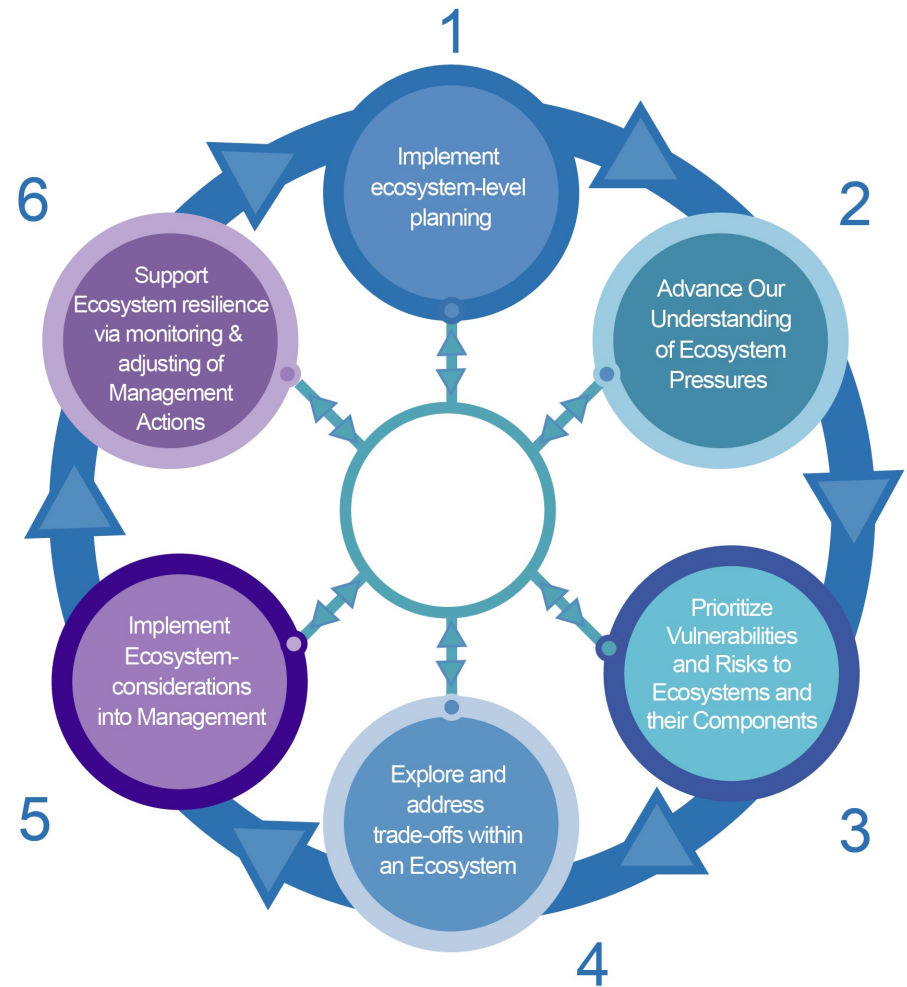 1
Implement
ecosystem-level
planning
2
Advance Our
Understanding
of Ecosystem
Pressures
3
Prioritize
Vulnerabilities
and Risks to
Ecosystems and
their Components
4
Explore and
address
trade-offs within
an Ecosystem
5
Implement
Ecosystem-
considerations
into Management
6
Support
Ecosystem resilience
via monitoring &
adjusting of
Management
Actions